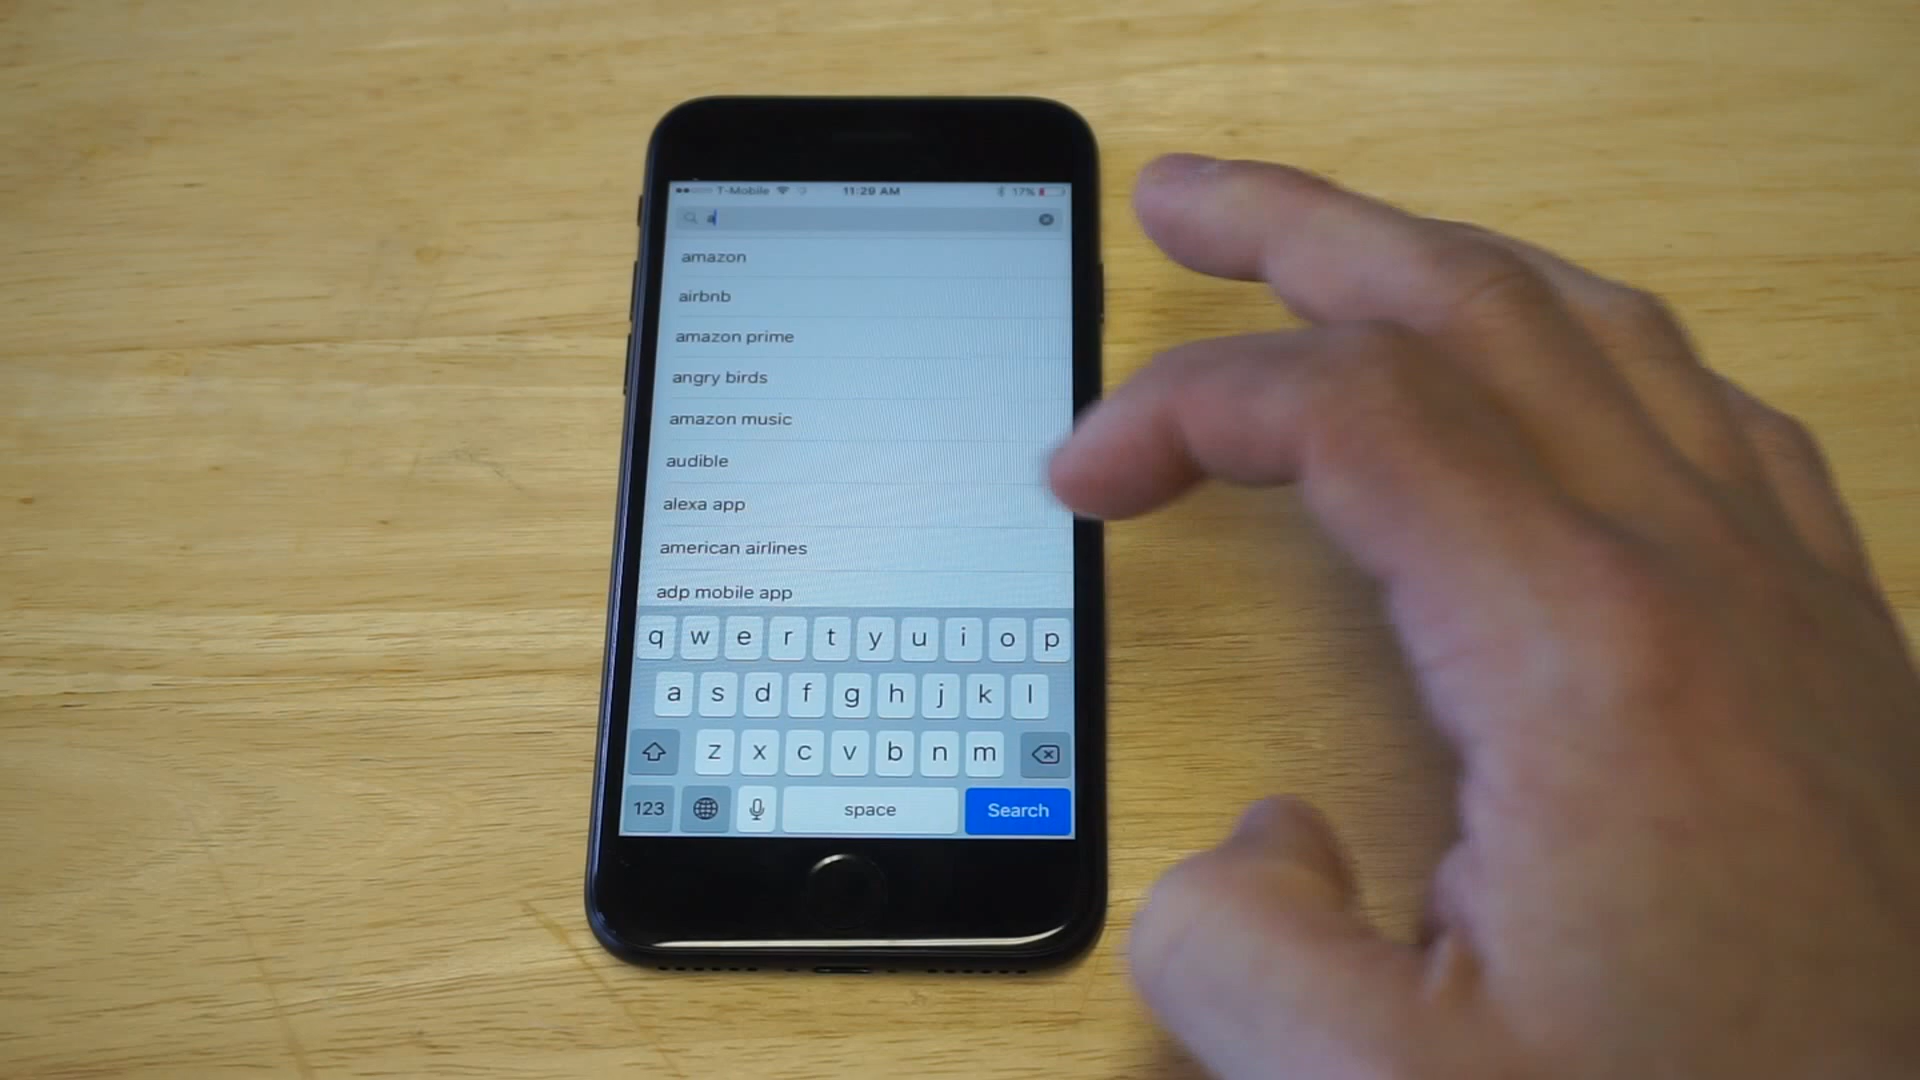 T-Mobile 11:29 AM 17%
a
amazon
airbnb
amazon prime
angry birds
amazon music
audible
alexa app
american airlines
adp mobile app
q w e r t y u i o p
a s d f g h j k l
z x c v b n m
123 space Search